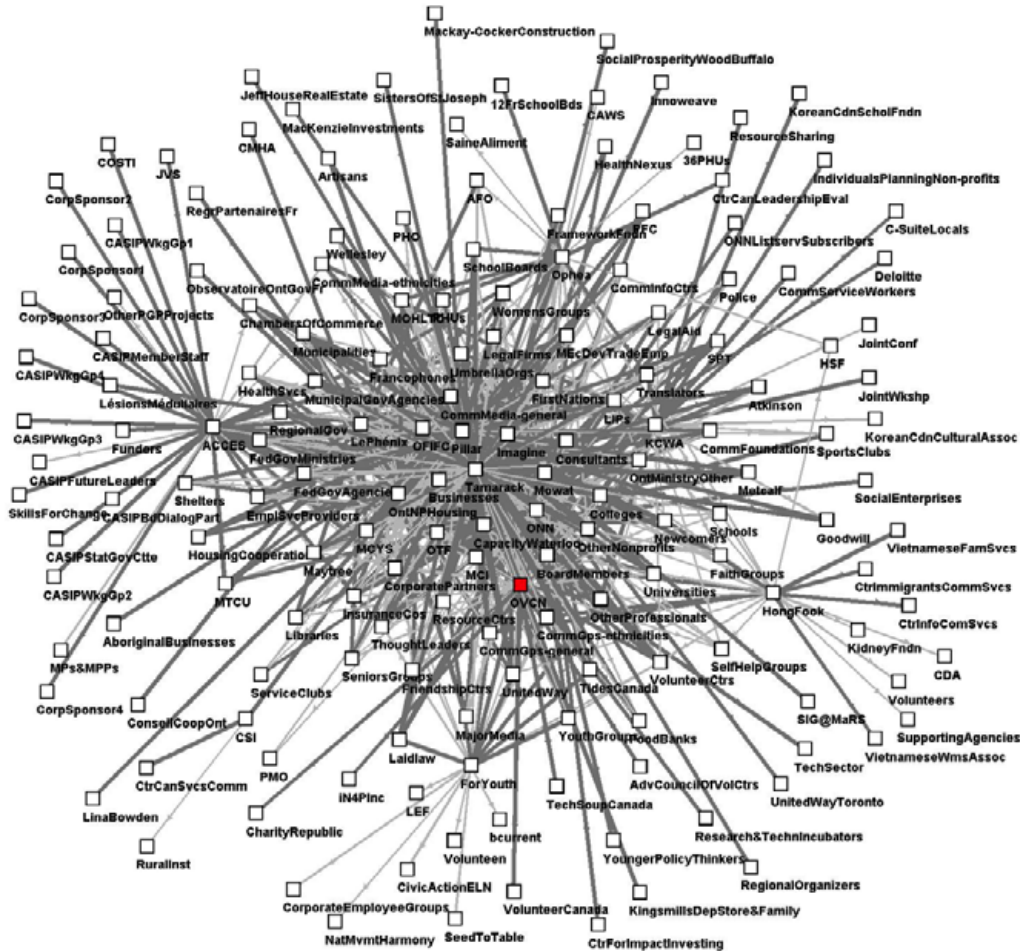 Mackay-CockerConstruction
SocialProsperityWoodBuffalo
JeffHouseRealEstate
SistersOfStJoseph
12FrSchoolBds
Innoweave
KoreanCdnScholFndn
MacKenzieInvestments
CAWS
ResourceSharing
SaineAliment
CMHA
HealthNexus
36PHUs
COSTI
JVS
Artisans
IndividualsPlanningNon-profits
CorpSponsor2
RegrPartenairesFr
AFO
CtrCanLeadershipEval
CASIPWkgGp1
PHO
FrameworkFndn
C-SuiteLocals
Wellesley
SchoolBoards
ONNListservSubscribers
CorpSponsor1
CommMedia-ethnicities
Ophea
Deloitte
ObservatoireOntGovFr
CommInfoCtrs
CommServiceWorkers
OtherPGPProjects
Police
CorpSponsor3
WomensGroups
MOHLTC
ChambersOfCommerce
LegalAid
CASIPMemberStaff
JointConf
Municipalities
LegalFirms
MEcDevTradeEmp
SPT
HSF
CASIPWkgGp4
Francophones
UmbrellaOrgs
Translators
LésionsMédullaires
HealthSvcs
MunicipalGovAgencies
FirstNations
JointWkshp
CommMedia-general
LIPs
Atkinson
CASIPWkgGp3
Funders
ACCES
RegionalGov
LePhénix
OFIFC
Pillar
Imagine
KCWA
KoreanCdnCulturalAssoc
FedGovMinistries
Consultants
CommFoundations
SportsClubs
CASIPFutureLeaders
Tamarack
OntMinistryOther
Shelters
FedGovAgencies
Businesses
Mowat
Metcalf
SocialEnterprises
SkillsForChange
CASIPBdDialogPart
EmplSvcProviders
OntNPHousing
Colleges
CASIPStatGovCtte
ONN
Newcomers
Schools
Goodwill
HousingCooperation
MCYS
OTF
CapacityWaterloo
OtherNonprofits
VietnameseFamSvcs
Maytree
CASIPWkgGp2
CorporatePartners
MCI
BoardMembers
FaithGroups
MTCU
OVCN
Universities
HongFook
CtrImmigrantsCommSvcs
InsuranceCos
ResourceCtrs
OtherProfessionals
CtrInfoComSvcs
AboriginalBusinesses
Libraries
ThoughtLeaders
CommGps-ethnicities
KidneyFndn
MPs&MPPs
CommGps-general
SelfHelpGroups
CDA
SeniorsGroups
FriendshipCtrs
UnitedWay
TidesCanada
VolunteerCtrs
Volunteers
CorpSponsor4
ServiceClubs
SIG@MaRS
SupportingAgencies
ConseilCoopOnt
CSI
MajorMedia
YouthGroups
FoodBanks
VietnameseWmsAssoc
Laidlaw
TechSector
CtrCanSvcsComm
PMO
ForYouth
iN4PInc
AdvCouncilOfVolCtrs
UnitedWayToronto
TechSoupCanada
LinaBowden
LEF
CharityRepublic
bcurrent
Research&TechnIncubators
RuralInst
Volunteen
YoungerPolicyThinkers
CivicActionELN
RegionalOrganizers
CorporateEmployeeGroups
VolunteerCanada
KingsmillsDepStore&Family
NatMvmtHarmony
SeedToTable
CtrForImpactInvesting